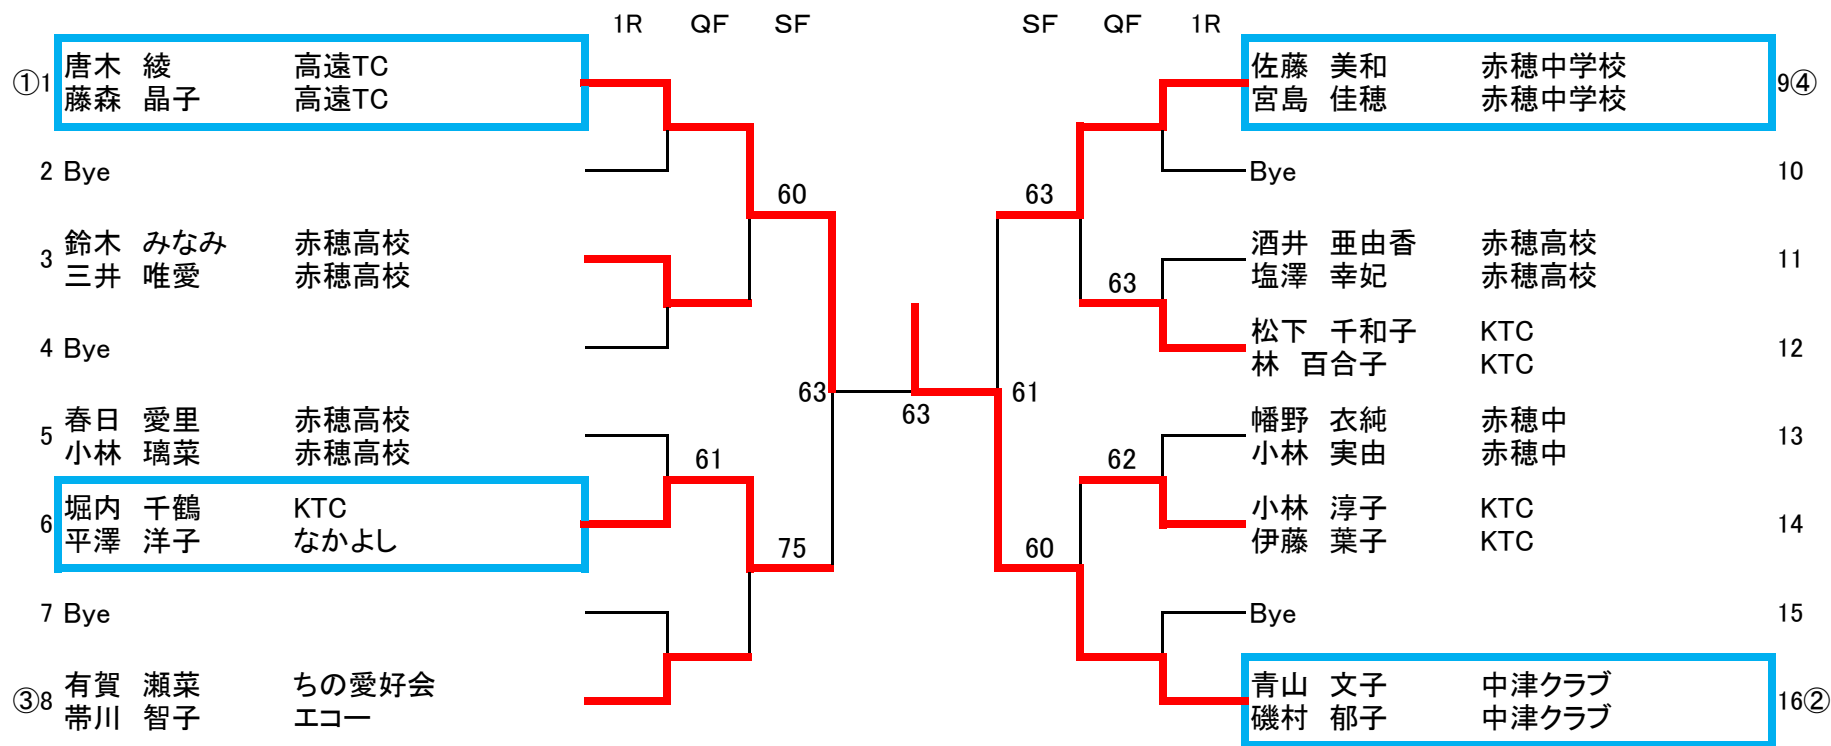 1R QF SF SF QF 1R
①1 唐木 綾 高遠TC
藤森 晶子 高遠TC
2 Bye
3 鈴木 みなみ 赤穂高校
三井 唯愛 赤穂高校
4 Bye
5 春日 愛里 赤穂高校
小林 璃菜 赤穂高校
6 堀内 千鶴 KTC
平澤 洋子 なかよし
7 Bye
③8 有賀 瀬菜 ちの愛好会
帯川 智子 エコー
60
61
75
63
63
61
63
63
62
60
佐藤 美和 赤穂中学校 9④
宮島 佳穂 赤穂中学校
Bye 10
酒井 亜由香 赤穂高校 11
塩澤 幸妃 赤穂高校
松下 千和子 KTC 12
林 百合子 KTC
幡野 衣純 赤穂中 13
小林 実由 赤穂中
小林 淳子 KTC 14
伊藤 葉子 KTC
Bye 15
青山 文子 中津クラブ 16②
磯村 郁子 中津クラブ